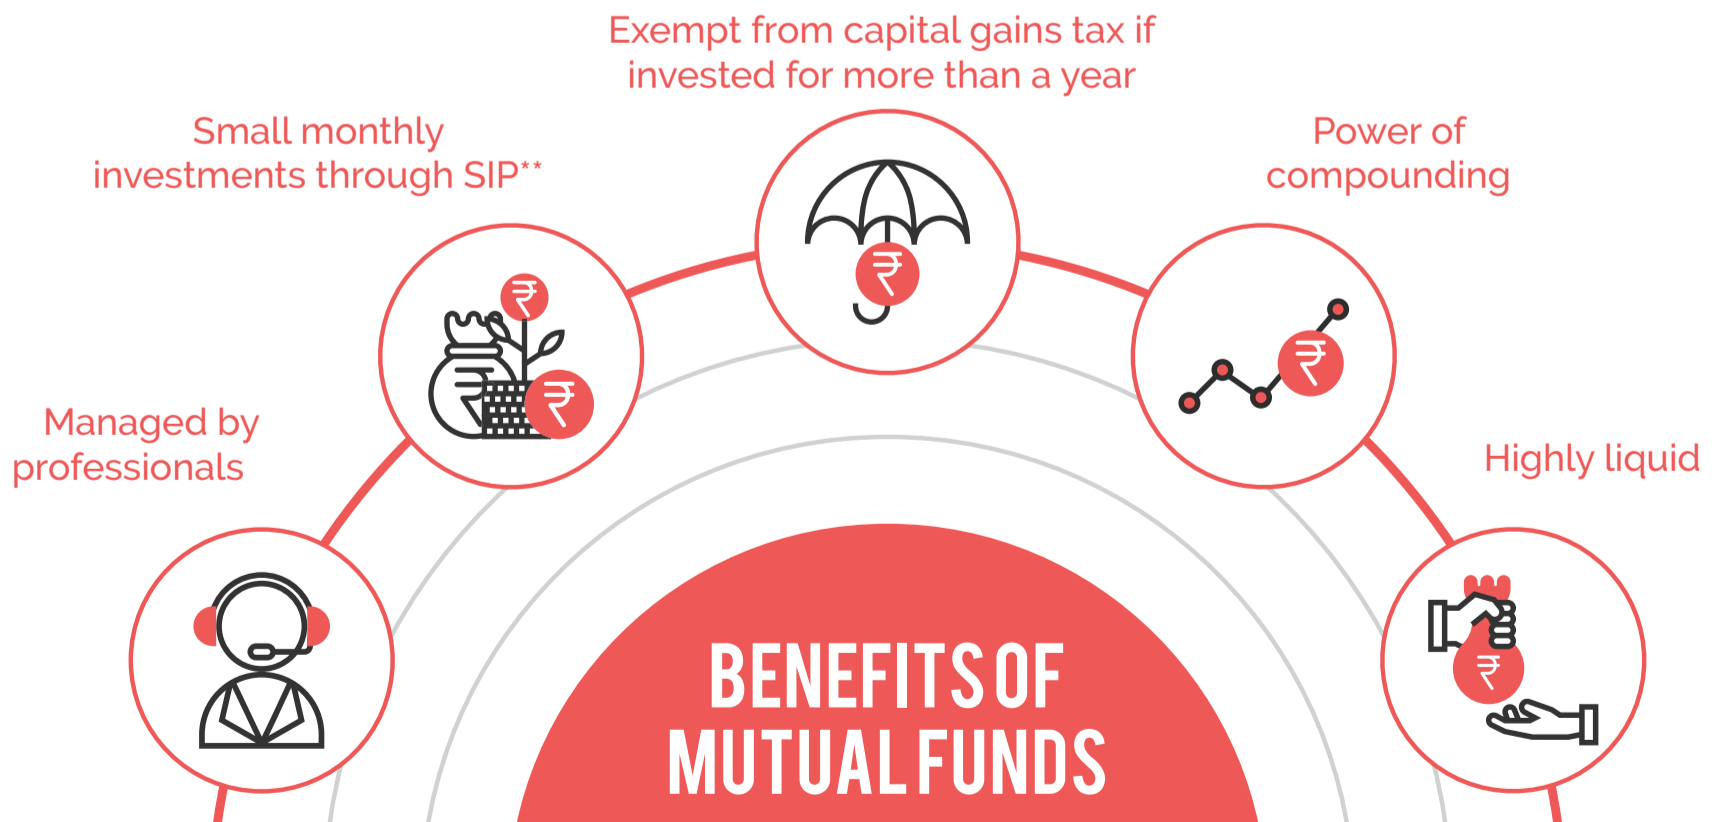 Exempt from capital gains tax if
invested for more than a year
Small monthly
investments through SIP**
Power of
compounding
Managed by
professionals
Highly liquid
₹
₹
₹
₹
₹
₹
BENEFITS OF
MUTUAL FUNDS